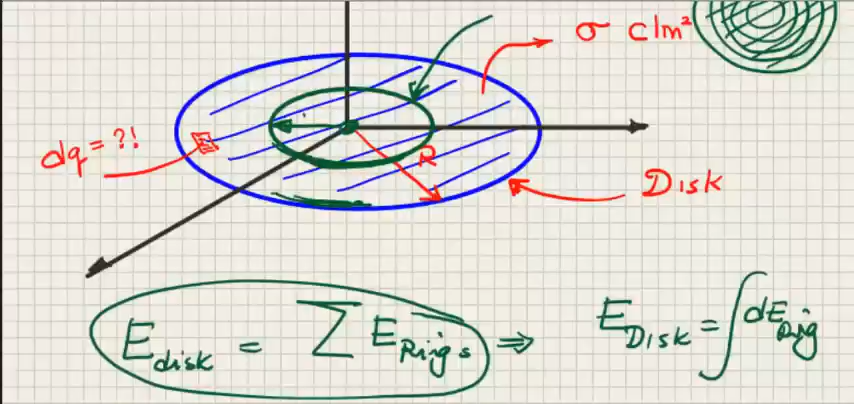 σ C/m²
dq = ?!
R
Disk
E_disk = ∑ E_Rings ⇒ E_Disk = ∫ dE_Ring